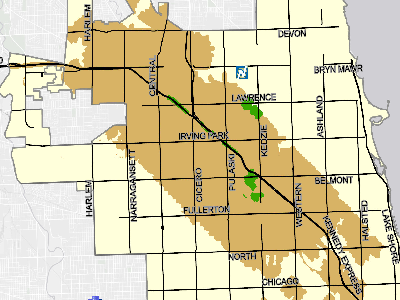 HARLEM
DEVON
CENTRAL
BRYN MAWR
LAWRENCE
ASHLAND
IRVING PARK
KEDZIE
PULASKI
CICERO
NARRAGANSETT
HARLEM
BELMONT
WESTERN
FULLERTON
HALSTED
LAKE SHORE
KENNEDY EXPRESS
NORTH
CHICAGO